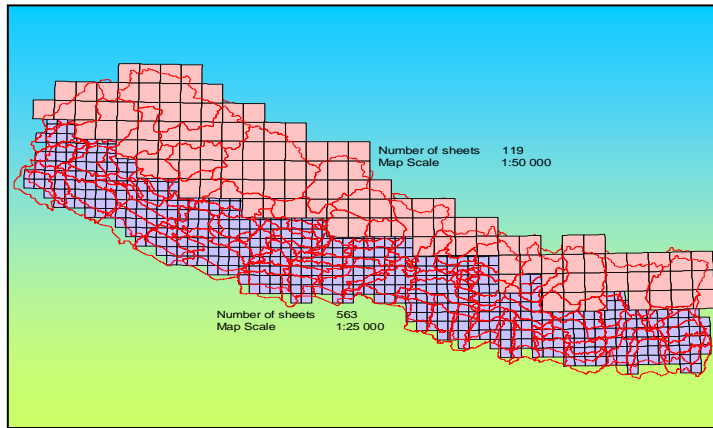 Number of sheets 119
Map Scale 1:50 000
Number of sheets 563
Map Scale 1:25 000